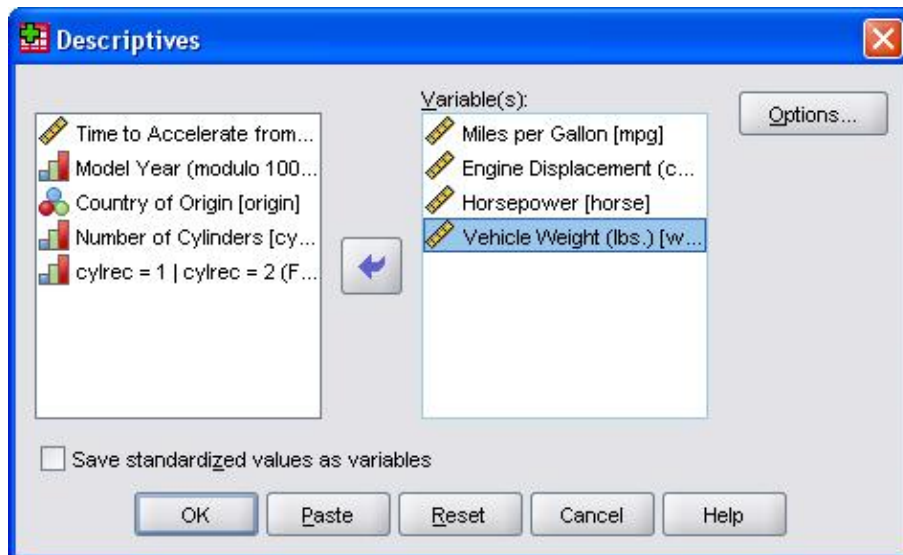 Descriptives
Time to Accelerate from...
Model Year (modulo 100...
Country of Origin [origin]
Number of Cylinders [cy...
cylrec = 1 | cylrec = 2 (F...
Variable(s):
Miles per Gallon [mpg]
Engine Displacement (c...
Horsepower [horse]
Vehicle Weight (lbs.) [w...
Options...
Save standardized values as variables
OK
Paste
Reset
Cancel
Help